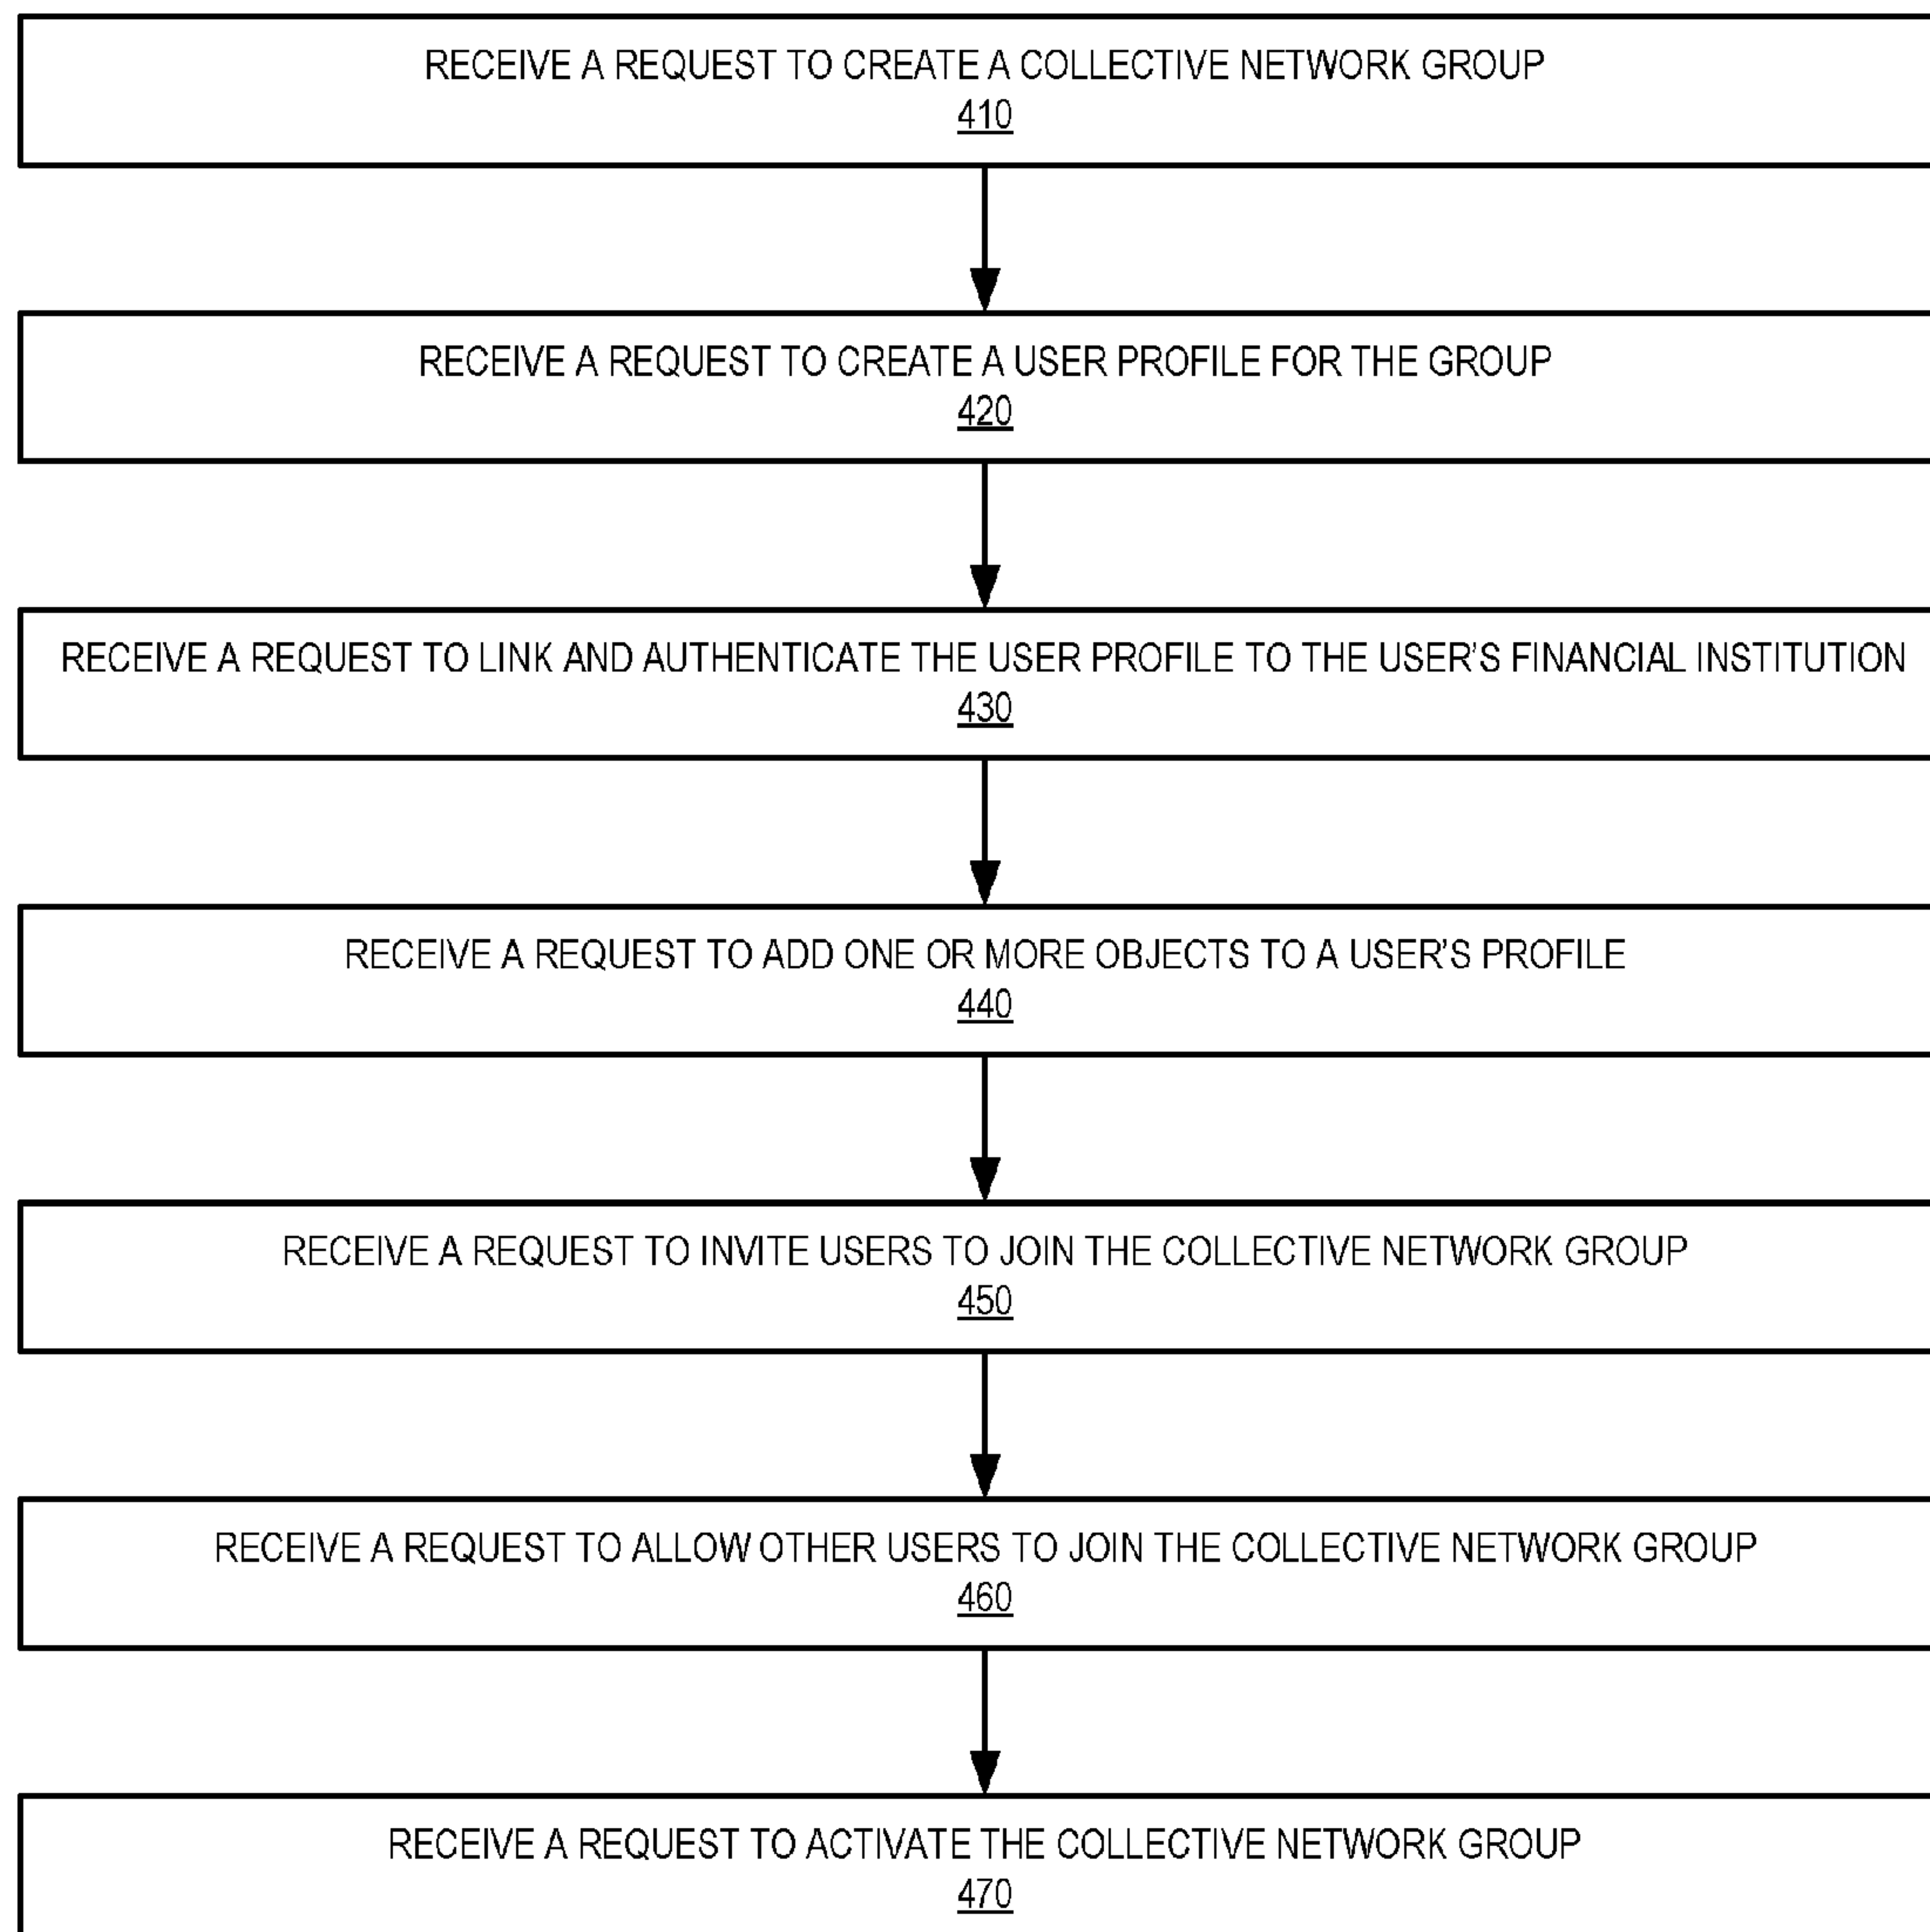 RECEIVE A REQUEST TO CREATE A COLLECTIVE NETWORK GROUP
410
RECEIVE A REQUEST TO CREATE A USER PROFILE FOR THE GROUP
420
RECEIVE A REQUEST TO LINK AND AUTHENTICATE THE USER PROFILE TO THE USER’S FINANCIAL INSTITUTION
430
RECEIVE A REQUEST TO ADD ONE OR MORE OBJECTS TO A USER’S PROFILE
440
RECEIVE A REQUEST TO INVITE USERS TO JOIN THE COLLECTIVE NETWORK GROUP
450
RECEIVE A REQUEST TO ALLOW OTHER USERS TO JOIN THE COLLECTIVE NETWORK GROUP
460
RECEIVE A REQUEST TO ACTIVATE THE COLLECTIVE NETWORK GROUP
470